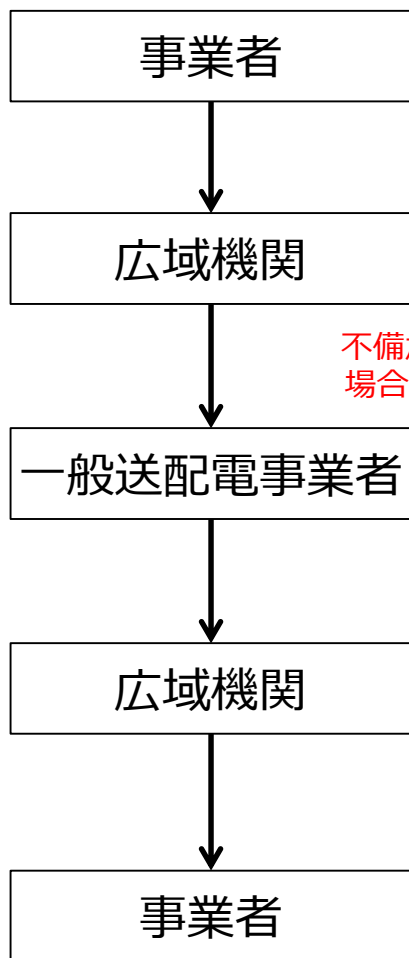 事業者
広域機関
不備
場合
一般送配電事業者
広域機関
事業者